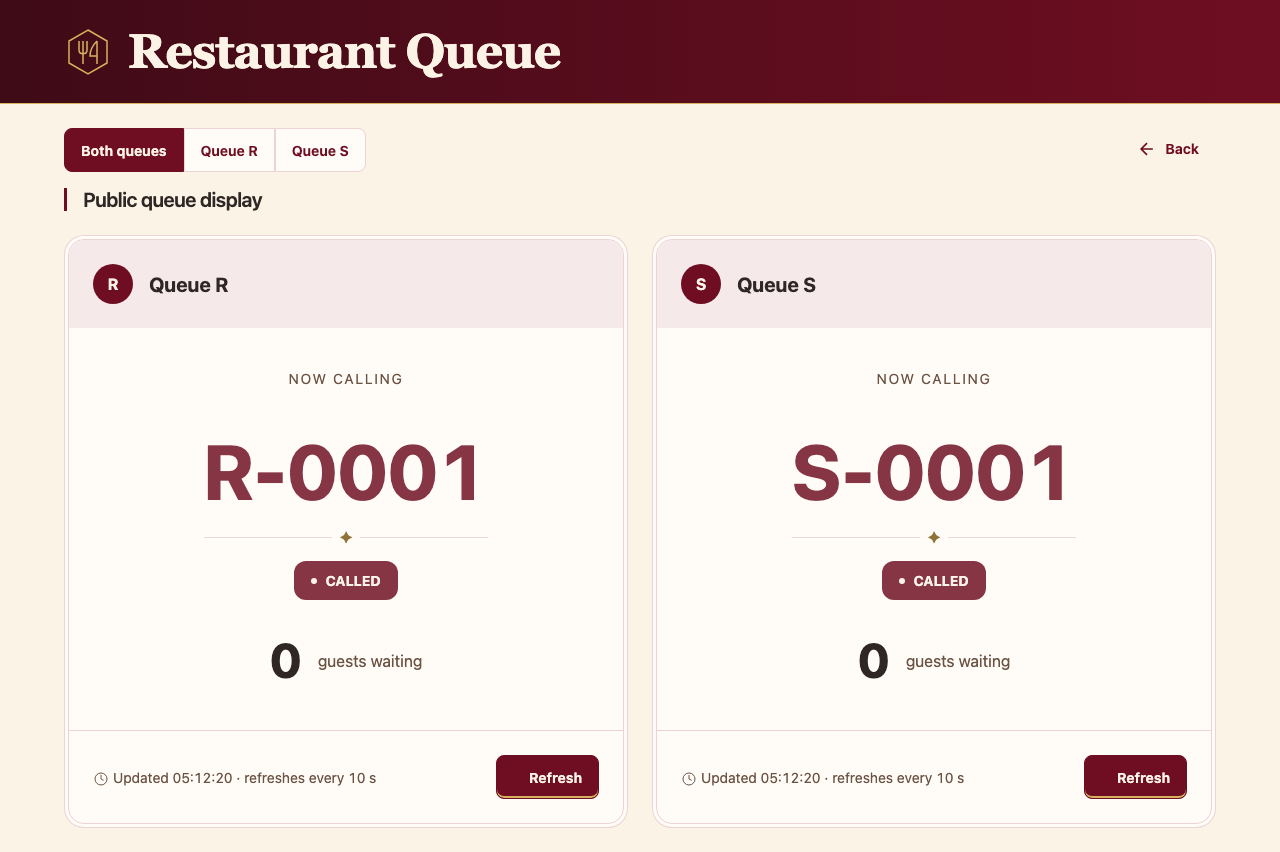 Restaurant Queue
Both queues
Queue R
Queue S
Back
Public queue display
R
Queue R
NOW CALLING
R-0001
CALLED
0 guests waiting
Updated 05:12:20 · refreshes every 10 s
Refresh
S
Queue S
NOW CALLING
S-0001
CALLED
0 guests waiting
Updated 05:12:20 · refreshes every 10 s
Refresh